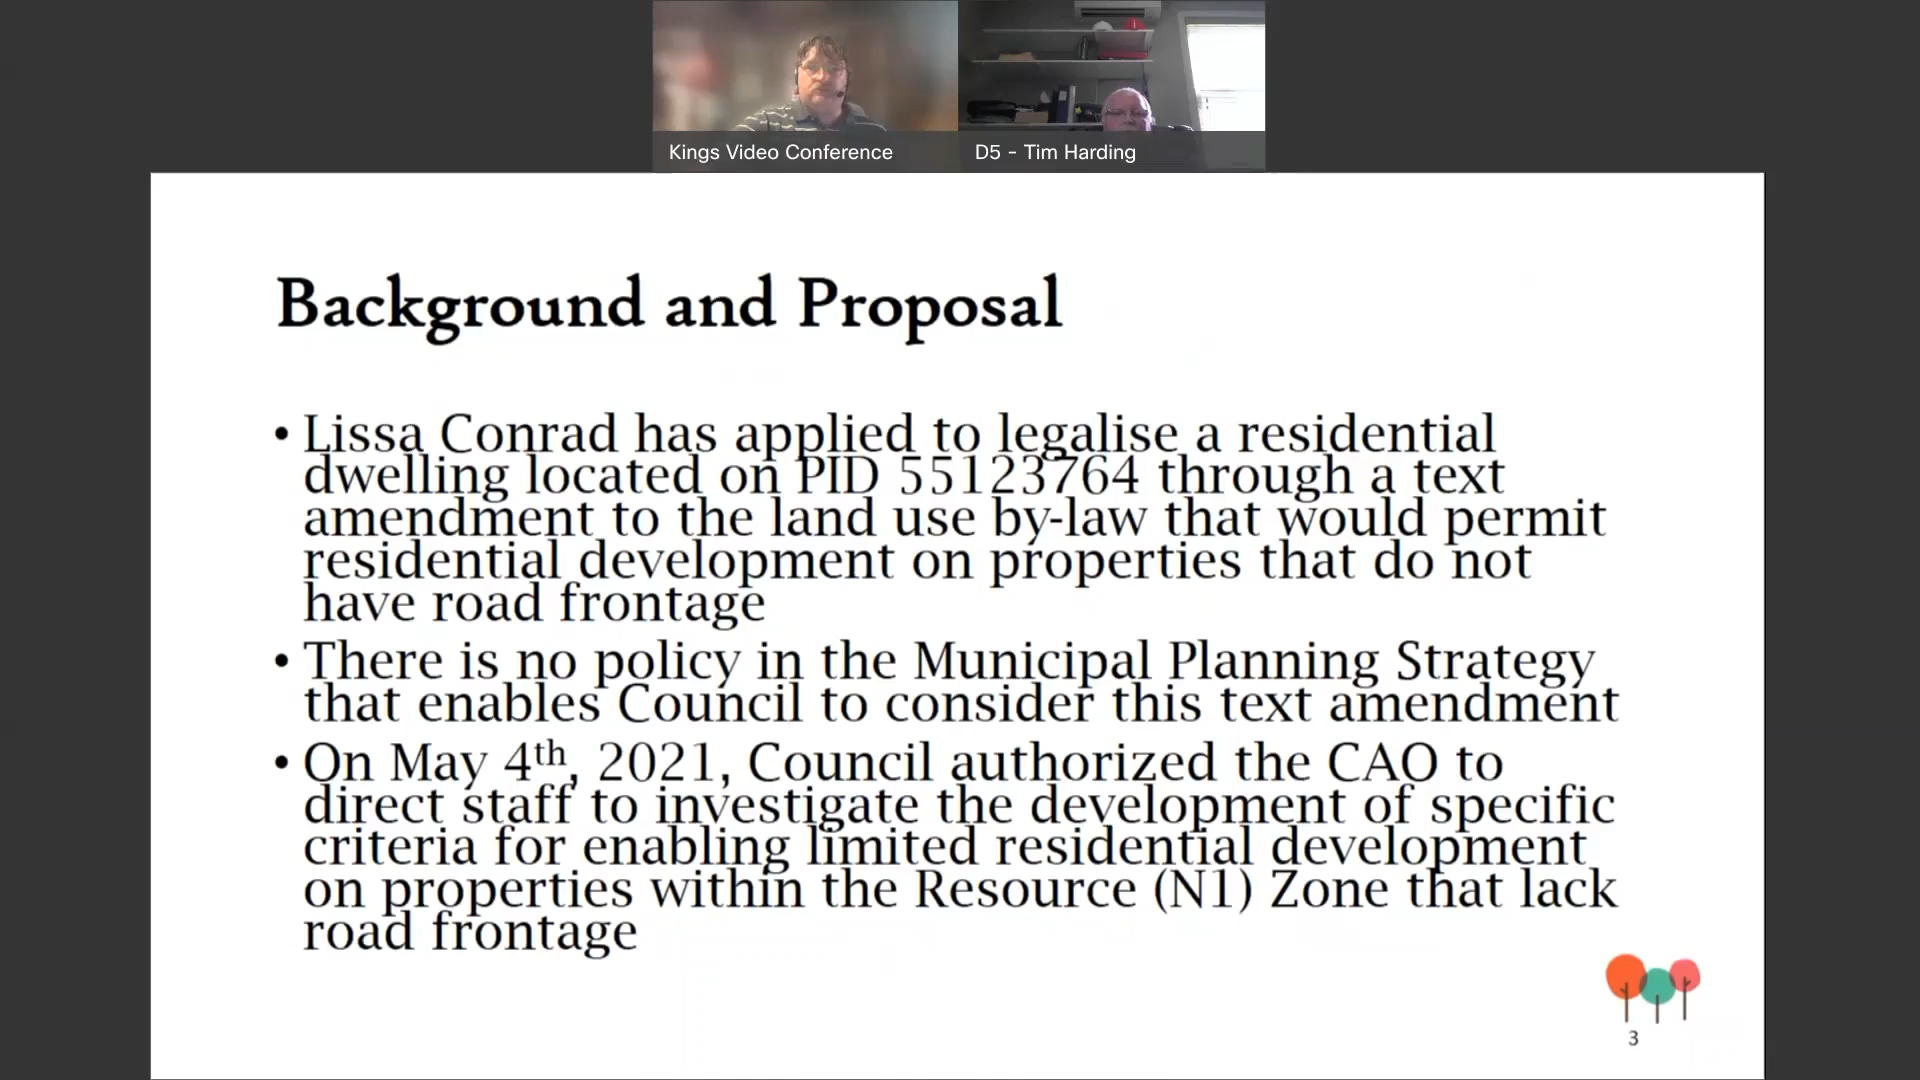 Kings Video Conference
D5 - Tim Harding
Background and Proposal
• Lissa Conrad has applied to legalise a residential
dwelling located on PID 55123764 through a text
amendment to the land use by-law that would permit
residential development on properties that do not
have road frontage
• There is no policy in the Municipal Planning Strategy
that enables Council to consider this text amendment
• On May 4th, 2021, Council authorized the CAO to
direct staff to investigate the development of specific
criteria for enabling limited residential development
on properties within the Resource (N1) Zone that lack
road frontage
3